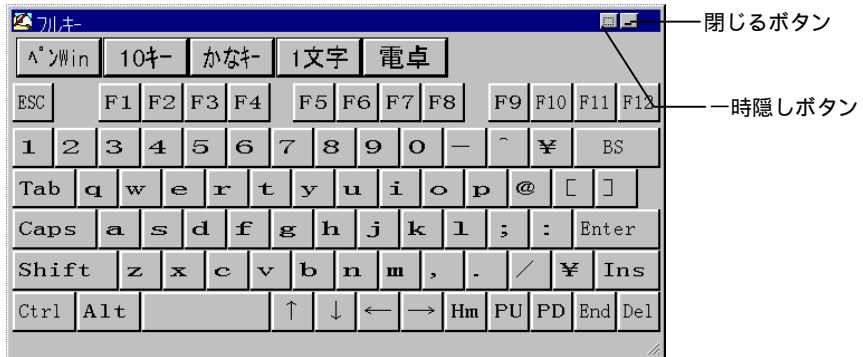 フルキー
閉じるボタン
ﾍﾟﾝWin 10キー かなキー 1文字 電卓
ESC F1 F2 F3 F4 F5 F6 F7 F8 F9 F10 F11 F12
一時隠しボタン
1 2 3 4 5 6 7 8 9 0 － ＾ ¥ BS
Tab q w e r t y u i o p @ [ ]
Caps a s d f g h j k l ; : Enter
Shift z x c v b n m , . / ¥ Ins
Ctrl Alt ↑ ↓ ← → Hm PU PD End Del